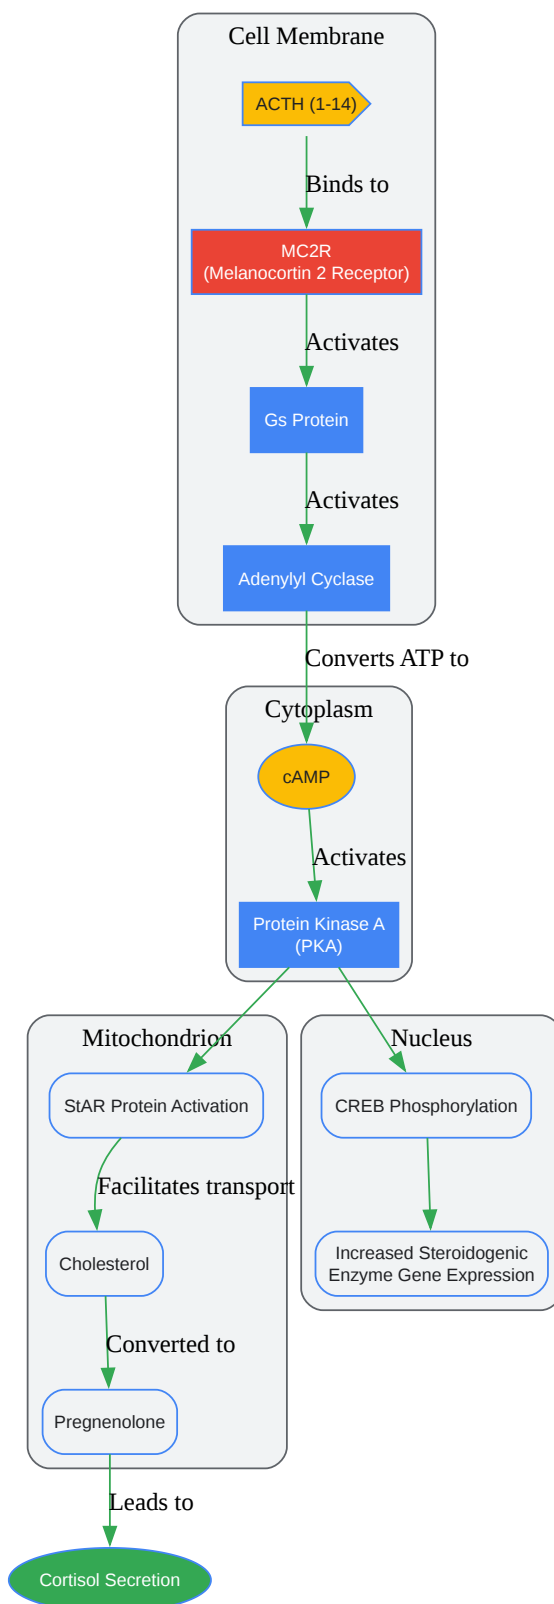 Cell Membrane
ACTH (1-14)
Binds to
MC2R
(Melanocortin 2 Receptor)
Activates
Gs Protein
Activates
Adenylyl Cyclase
Converts ATP to
Cytoplasm
cAMP
Activates
Protein Kinase A
(PKA)
Mitochondrion
StAR Protein Activation
Facilitates transport
Cholesterol
Converted to
Pregnenolone
Leads to
Cortisol Secretion
Nucleus
CREB Phosphorylation
Increased Steroidogenic
Enzyme Gene Expression